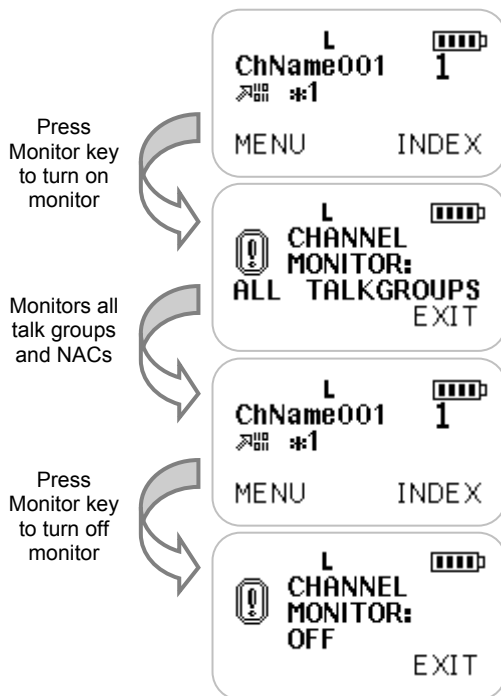 L
ChName001 1
*1
MENU INDEX
Press
Monitor key
to turn on
monitor
L
CHANNEL
MONITOR:
ALL TALKGROUPS
EXIT
Monitors all
talk groups
and NACs
L
ChName001 1
*1
MENU INDEX
Press
Monitor key
to turn off
monitor
L
CHANNEL
MONITOR:
OFF
EXIT